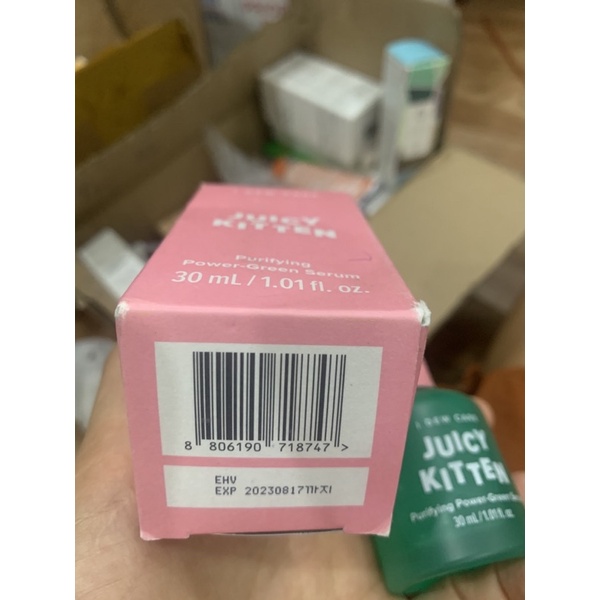 JUICY
KITTEN
Purifying
Power-Green Serum
30 mL / 1.01 fl. oz.
8 806190 718747 >
EHV
EXP 20230817까지
I DEW CARE
JUICY
KITTEN
Purifying Power-Green
30 mL / 1.01 fl. oz.